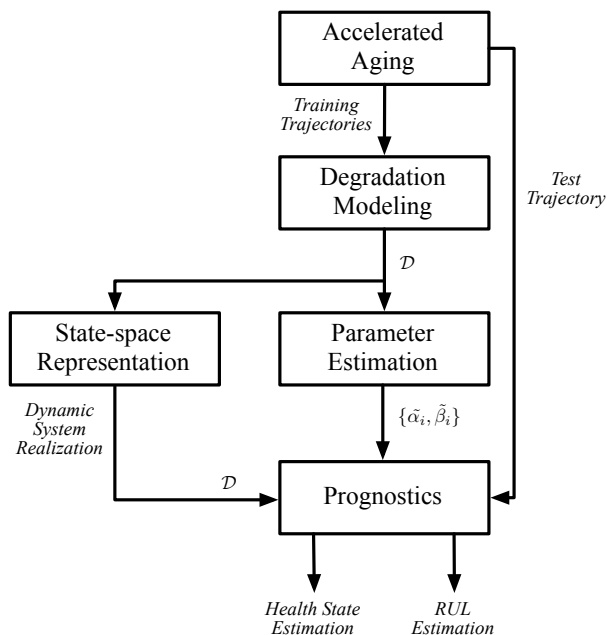 Accelerated
Aging
Training
Trajectories
Test
Trajectory
Degradation
Modeling
𝒟
State-space
Representation
Parameter
Estimation
Dynamic
System
Realization
{α̃ᵢ, β̃ᵢ}
𝒟
Prognostics
Health State
Estimation
RUL
Estimation